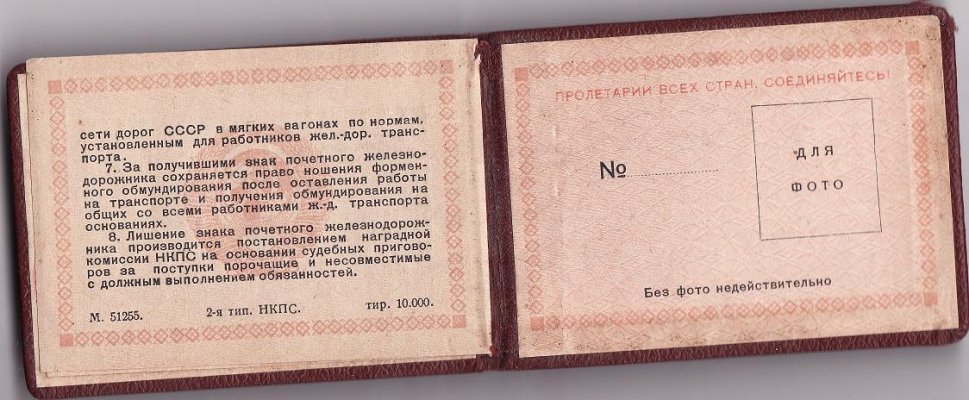 сети дорог СССР в мягких вагонах по нормам,
установленным для работников жел.-дор. транс-
порта.
7. За получившими знак почетного железно-
дорожника сохраняется право ношения формен-
ного обмундирования после оставления работы
на транспорте и получения обмундирования на
общих со всеми работниками ж.-д. транспорта
основаниях.
8. Лишение знака почетного железнодорож-
ника производится постановлением наградной
комиссии НКПС на основании судебных пригово-
ров за поступки порочащие и несовместимые
с должным выполнением обязанностей.
М. 51255. 2-я тип. НКПС. тир. 10.000.
ПРОЛЕТАРИИ ВСЕХ СТРАН, СОЕДИНЯЙТЕСЬ!
№
ДЛЯ
ФОТО
Без фото недействительно